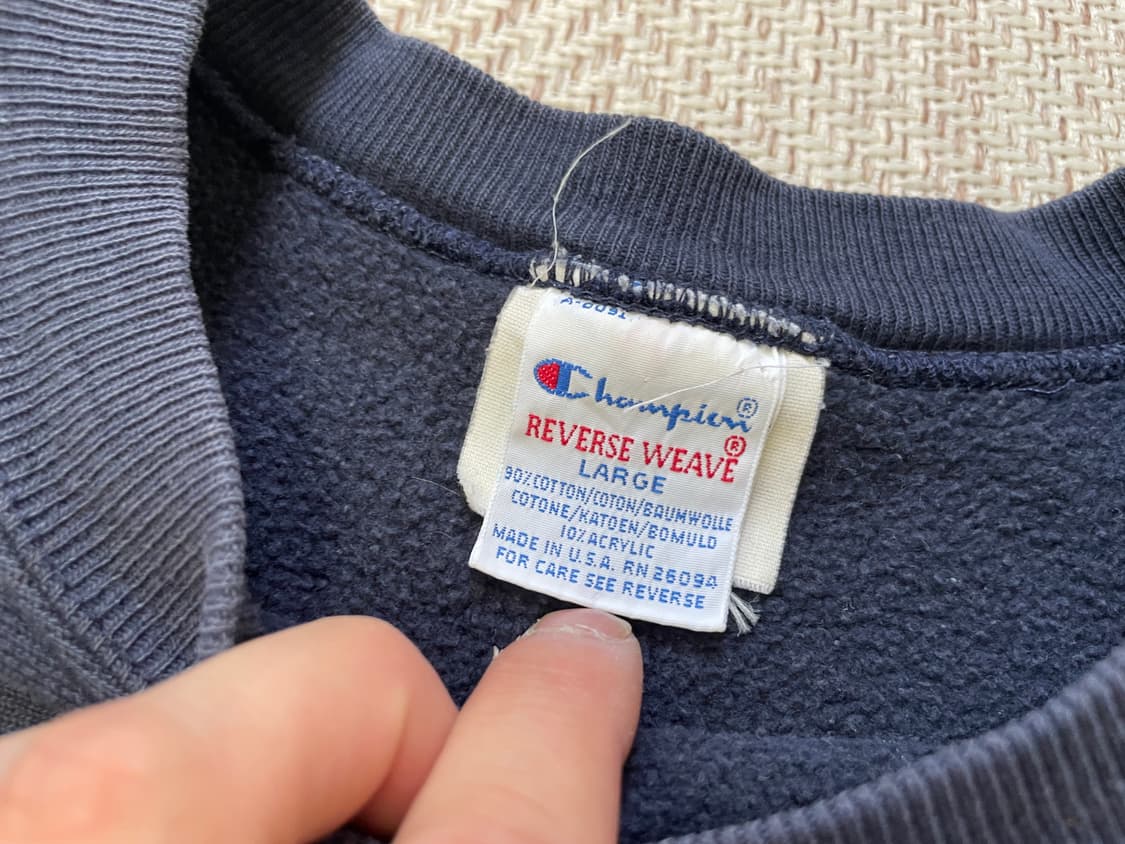 A-0091
Champion®
REVERSE WEAVE®
LARGE
90% COTTON/COTON/BAUMWOLLE
COTONE/KATOEN/BOMULD
10% ACRYLIC
MADE IN U.S.A. RN 26094
FOR CARE SEE REVERSE